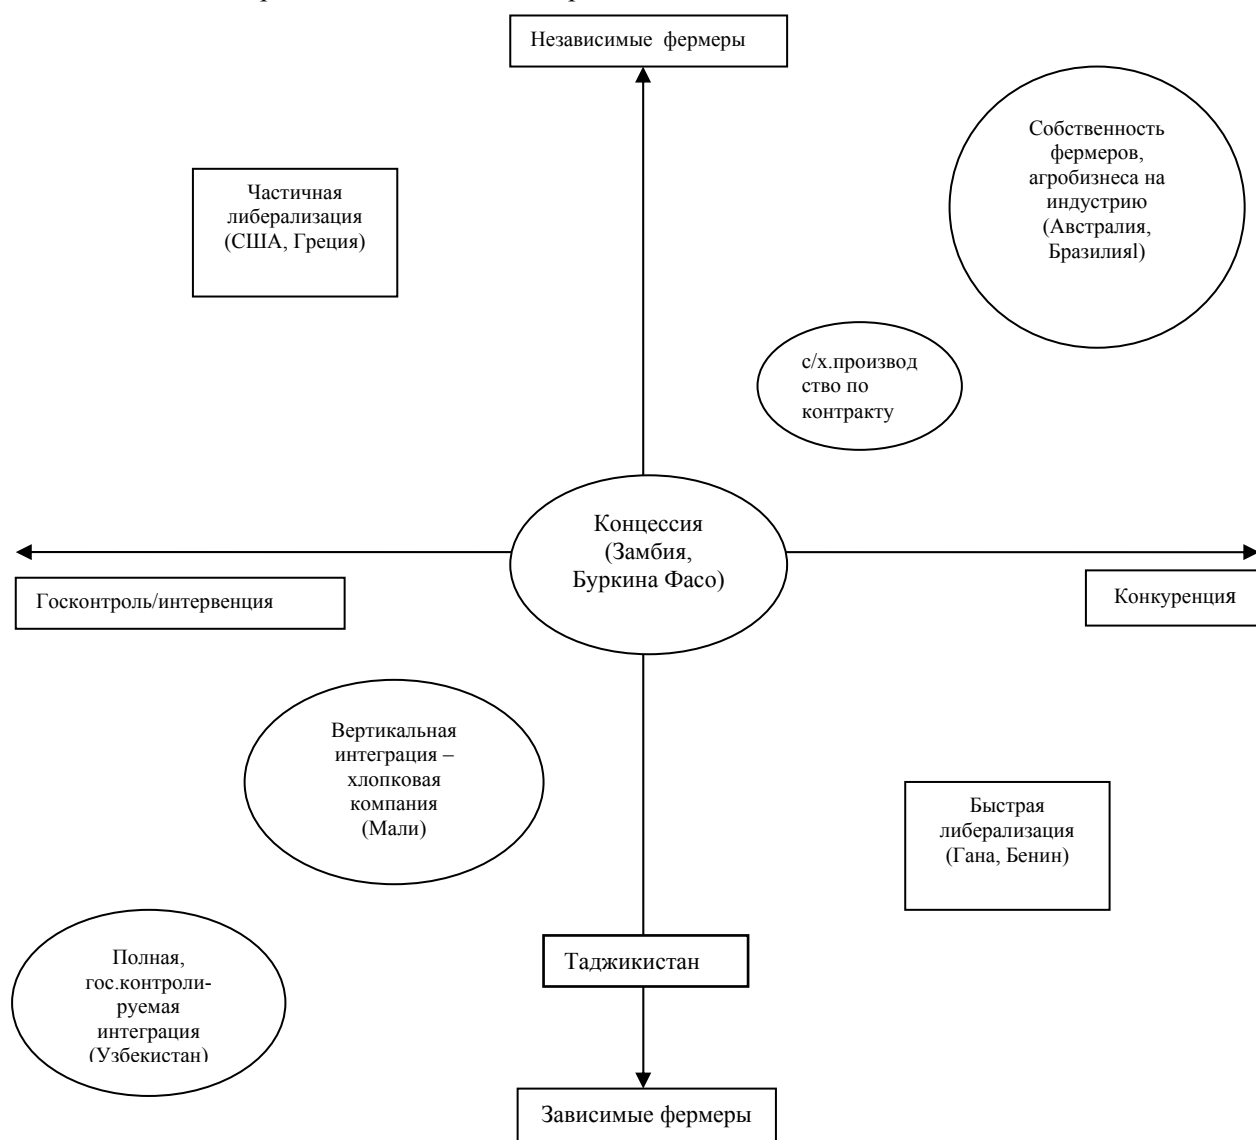 Независимые фермеры
Собственность
фермеров,
агробизнеса на
индустрию
(Австралия,
Бразилияl)
Частичная
либерализация
(США, Греция)
с/х.производ
ство по
контракту
Концессия
(Замбия,
Буркина Фасо)
Госконтроль/интервенция
Конкуренция
Вертикальная
интеграция –
хлопковая
компания
(Мали)
Быстрая
либерализация
(Гана, Бенин)
Таджикистан
Полная,
гос.контроли-
руемая
интеграция
(Узбекистан)
Зависимые фермеры